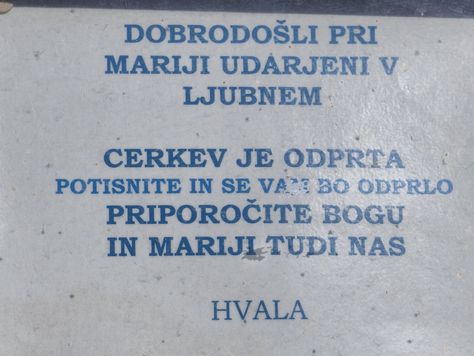 DOBRODOŠLI PRI
MARIJI UDARJENI V
LJUBNEM
CERKEV JE ODPRTA
POTISNITE IN SE VAM BO ODPRLO
PRIPOROČITE BOGU
IN MARIJI TUDI NAS
HVALA